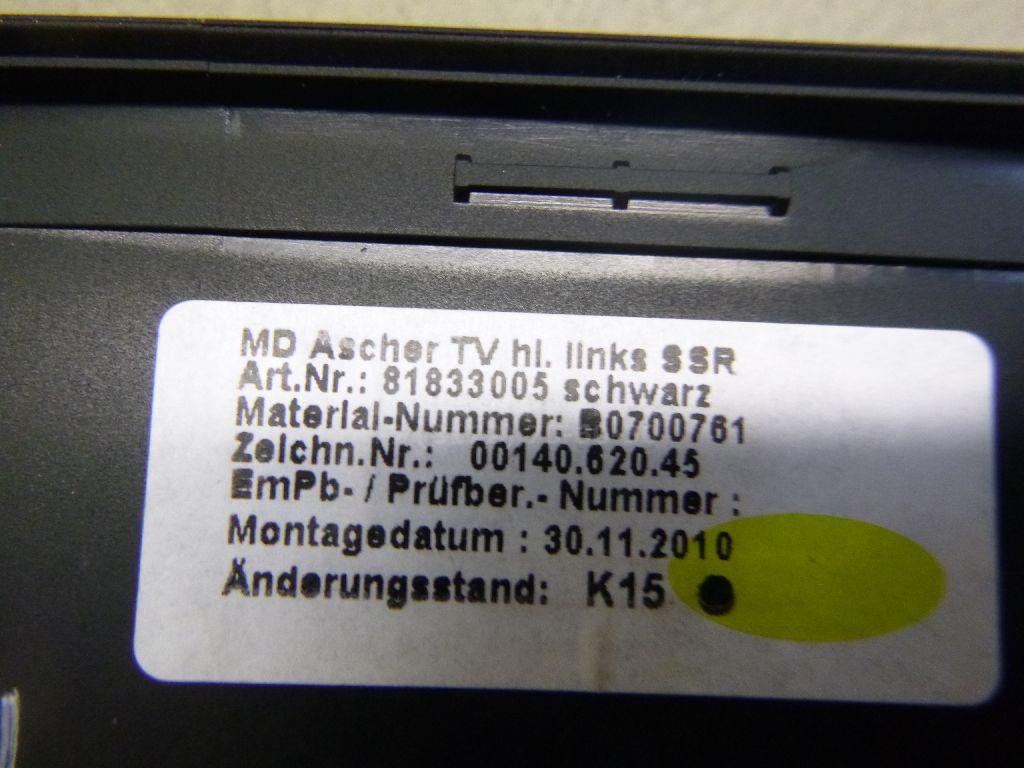 MD Ascher TV hl. links SSR
Art.Nr.: 81833005 schwarz
Material-Nummer: B0700761
Zeichn.Nr.: 00140.620.45
EmPb- / Prüfber.- Nummer :
Montagedatum : 30.11.2010
Änderungsstand: K15